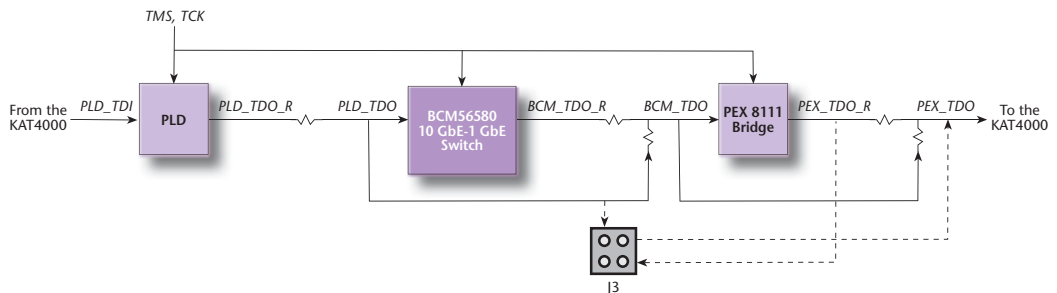 TMS, TCK
From the
KAT4000
PLD_TDI
PLD
PLD_TDO_R
PLD_TDO
BCM56580
10 GbE-1 GbE
Switch
BCM_TDO_R
BCM_TDO
PEX 8111
Bridge
PEX_TDO_R
PEX_TDO
To the
KAT4000
J3